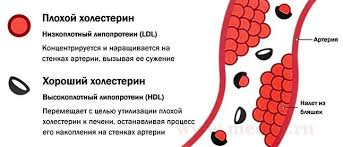 Плохой холестерин
Низкоплотный липопротеин (LDL)
Концентрируется и наращивается на
стенках артерии, вызывая ее сужение
Хороший холестерин
Высокоплотный липопротеин (HDL)
Перемещает с целью утилизации плохой
холестерин к печени, останавливая процесс
его накопления на стенках артерии
Артерия
Налет из
бляшек